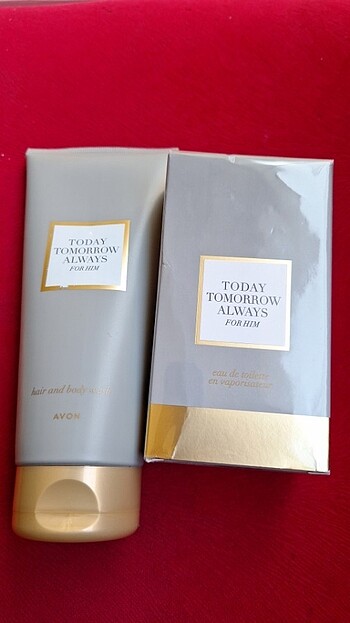 TODAY
TOMORROW
ALWAYS
FOR HIM
hair and body
AVON
TODAY
TOMORROW
ALWAYS
FOR HIM
eau de toilette
en vaporisateur